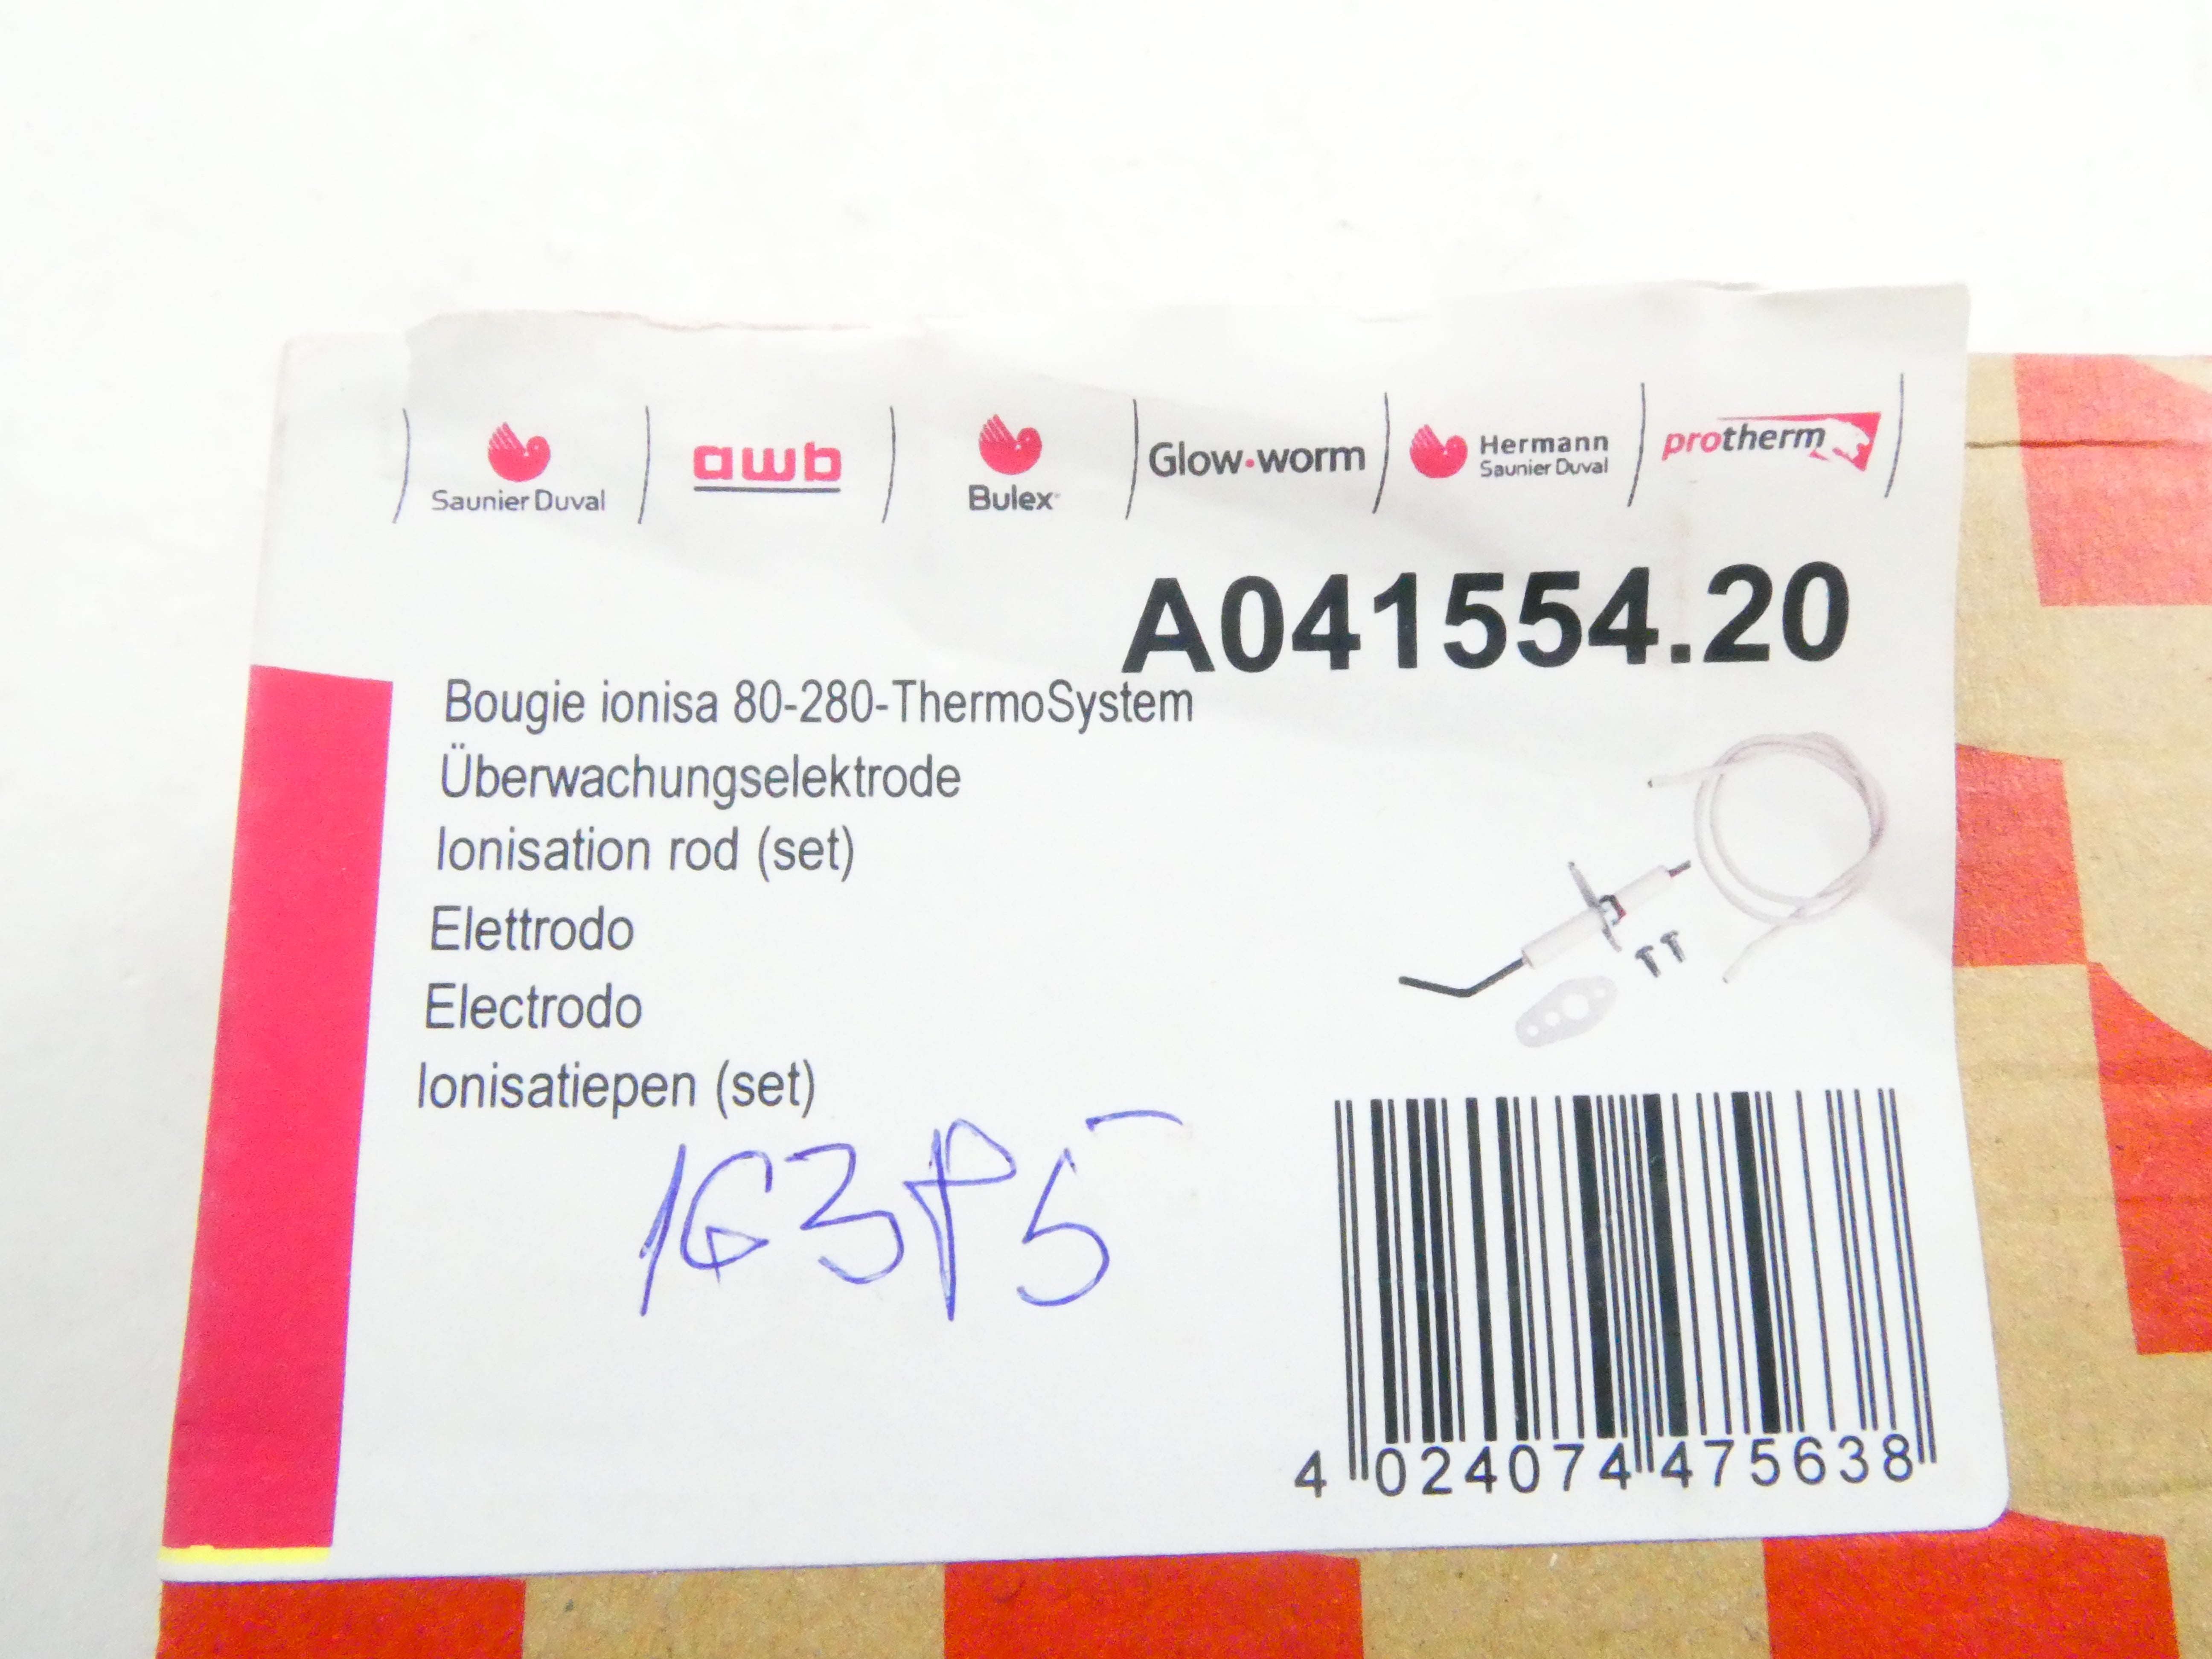 Saunier Duval awb Bulex Glow·worm Hermann Saunier Duval protherm
A041554.20
Bougie ionisa 80-280-ThermoSystem
Überwachungselektrode
Ionisation rod (set)
Elettrodo
Electrodo
Ionisatiepen (set)
1G3P5
4 024074 475638